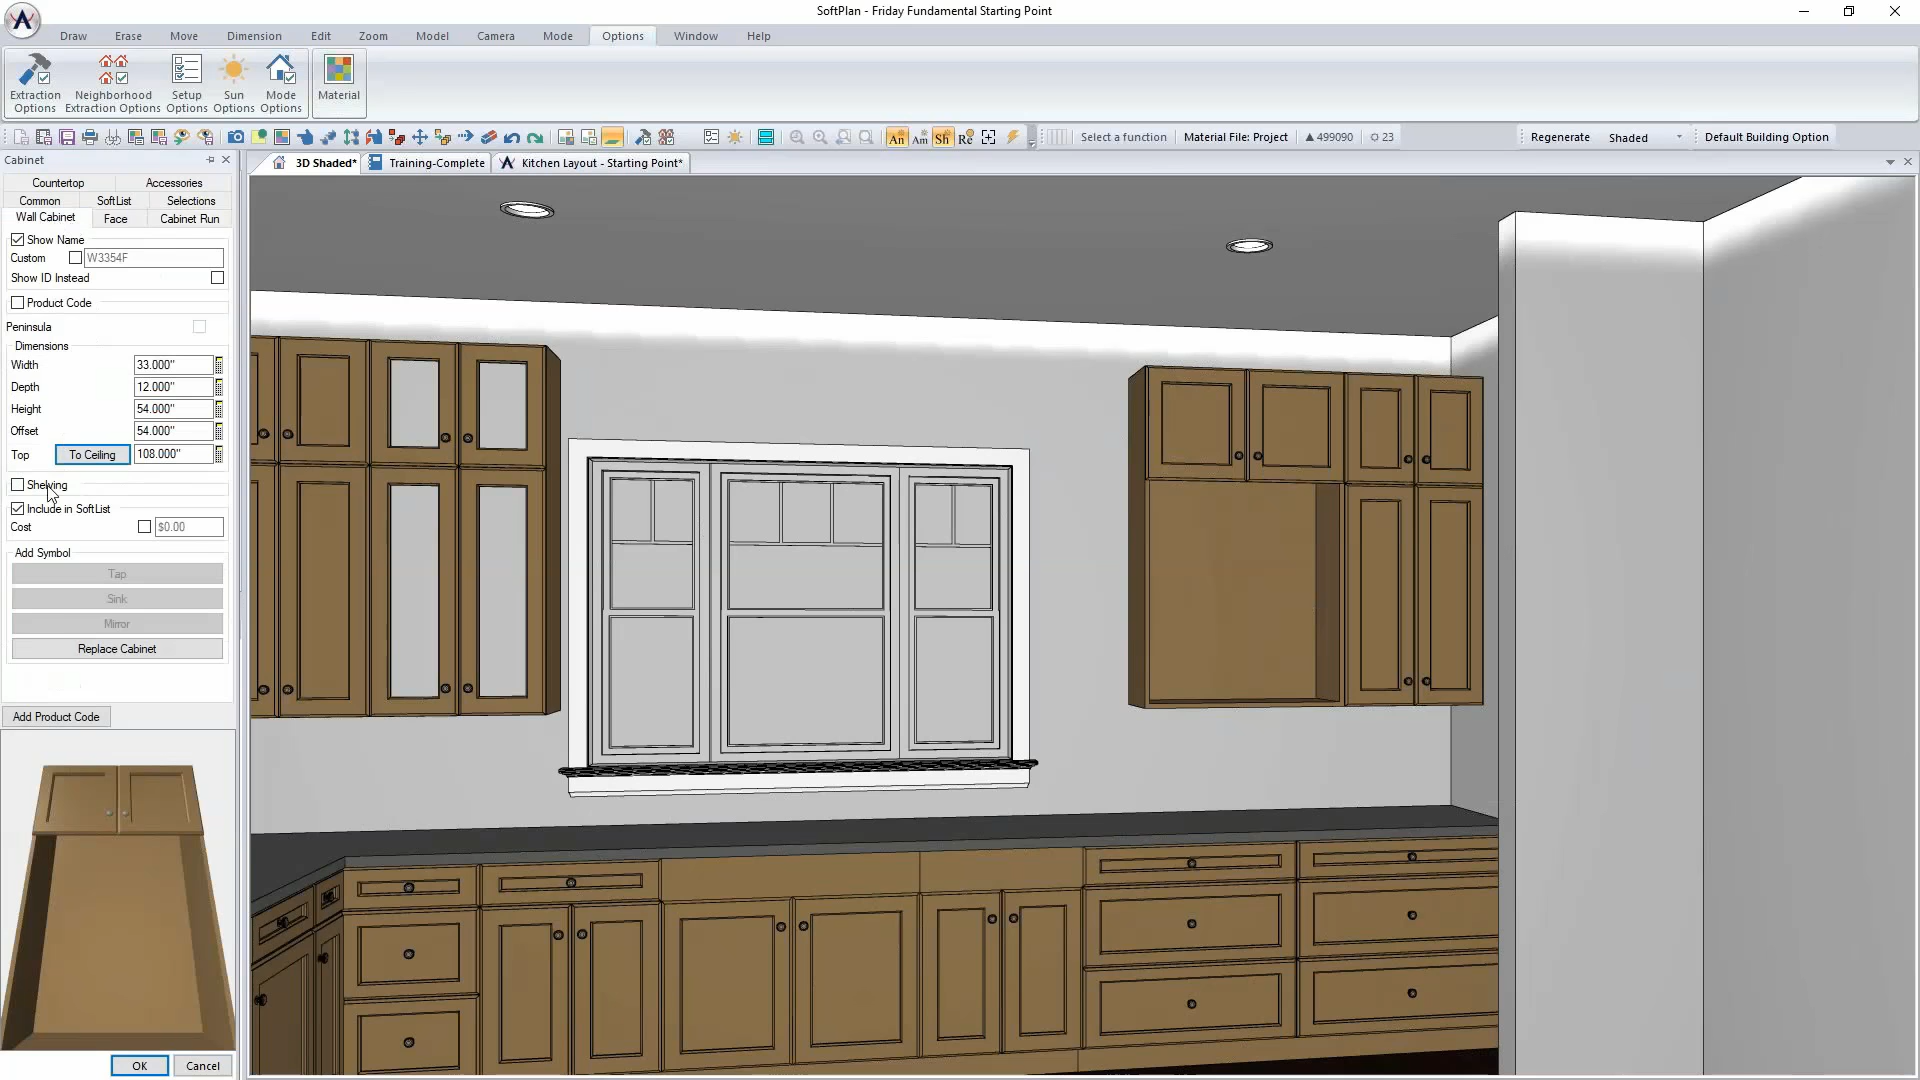 SoftPlan - Friday Fundamental Starting Point
Draw Erase Move Dimension Edit Zoom Model Camera Mode Options Window Help
Extraction Options
Neighborhood Extraction Options
Setup Options
Sun Options
Mode Options
Material
An Am Sh Re
Select a function Material File: Project 499090 23 Regenerate Shaded Default Building Option
Cabinet
3D Shaded* Training-Complete Kitchen Layout - Starting Point*
Countertop Accessories
Common SoftList Selections
Wall Cabinet Face Cabinet Run
Show Name
Custom W3354F
Show ID Instead
Product Code
Peninsula
Dimensions
Width 33.000"
Depth 12.000"
Height 54.000"
Offset 54.000"
Top To Ceiling 108.000"
Shelving
Include in SoftList
Cost $0.00
Add Symbol
Tap
Sink
Mirror
Replace Cabinet
Add Product Code
OK Cancel